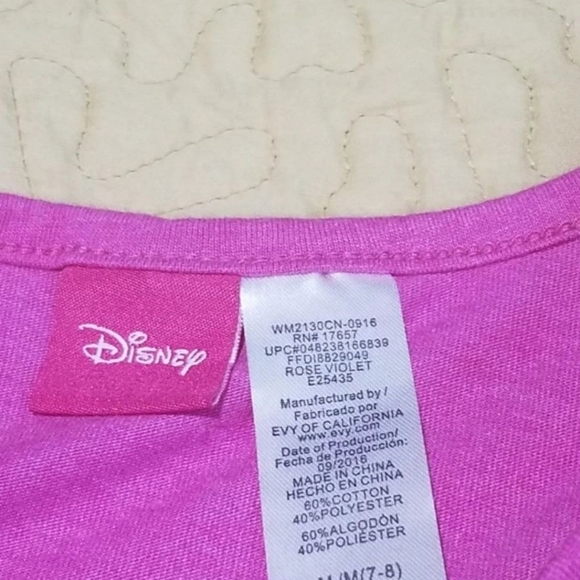 Disney
WM2130CN-0916
RN# 17657
UPC#048238166839
FFDI8829049
ROSE VIOLET
E25435
Manufactured by/
Fabricado por
EVY OF CALIFORNIA
www.evy.com
Date of Production/
Fecha de Producción:
09/2016
MADE IN CHINA
HECHO EN CHINA
60%COTTON
40%POLYESTER
60%ALGODÓN
40%POLIÉSTER
M/M(7-8)